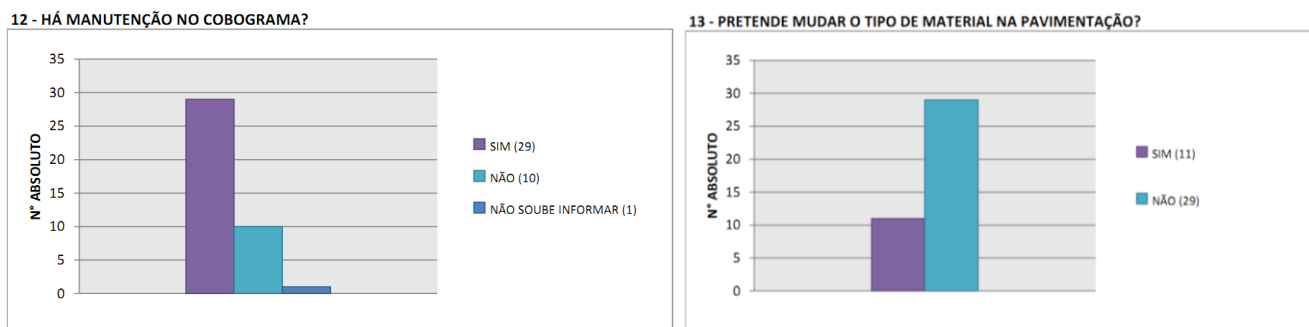 12 - HÁ MANUTENÇÃO NO COBOGRAMA?
35
30
25
20
15
10
5
0
N° ABSOLUTO
SIM (29)
NÃO (10)
NÃO SOUBE INFORMAR (1)
13 - PRETENDE MUDAR O TIPO DE MATERIAL NA PAVIMENTAÇÃO?
35
30
25
20
15
10
5
0
N° ABSOLUTO
SIM (11)
NÃO (29)